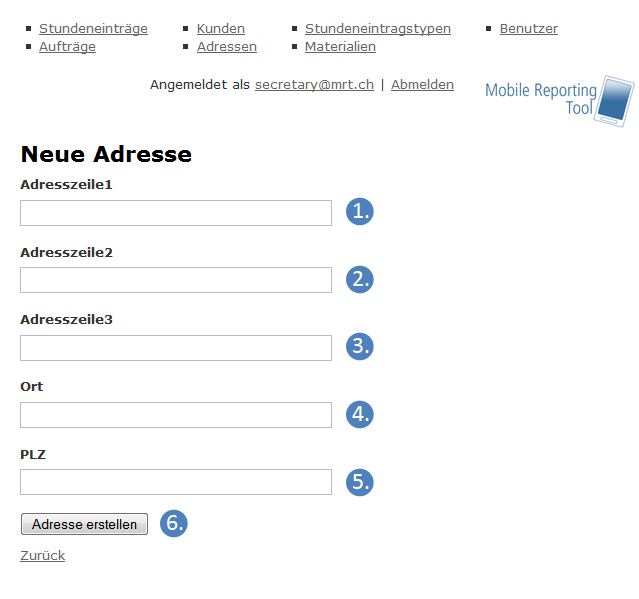 Stundeneinträge Kunden Stundeneintragstypen Benutzer
Aufträge Adressen Materialien
Angemeldet als secretary@mrt.ch | Abmelden
Mobile Reporting
Tool
Neue Adresse
Adresszeile1
1.
Adresszeile2
2.
Adresszeile3
3.
Ort
4.
PLZ
5.
Adresse erstellen 6.
Zurück